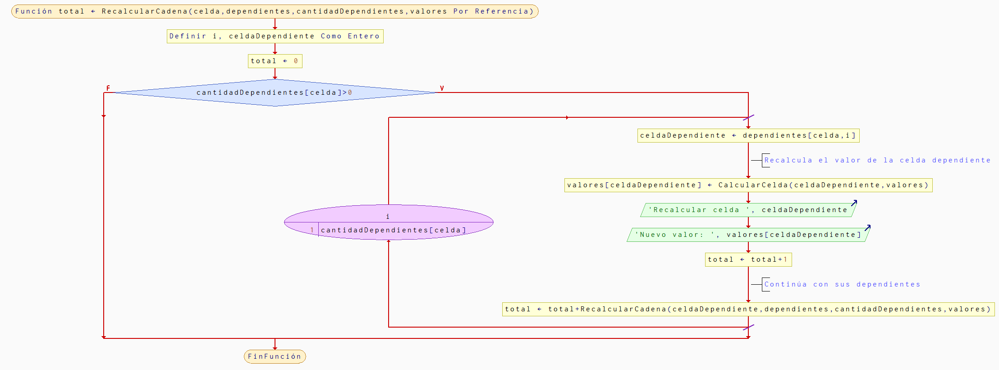 Función total ← RecalcularCadena(celda,dependientes,cantidadDependientes,valores Por Referencia)
Definir i, celdaDependiente Como Entero
total ← 0
F
V
cantidadDependientes[celda]>0
celdaDependiente ← dependientes[celda,i]
Recalcula el valor de la celda dependiente
valores[celdaDependiente] ← CalcularCelda(celdaDependiente,valores)
'Recalcular celda ', celdaDependiente
i
1 cantidadDependientes[celda]
'Nuevo valor: ', valores[celdaDependiente]
total ← total+1
Continúa con sus dependientes
total ← total+RecalcularCadena(celdaDependiente,dependientes,cantidadDependientes,valores)
FinFunción